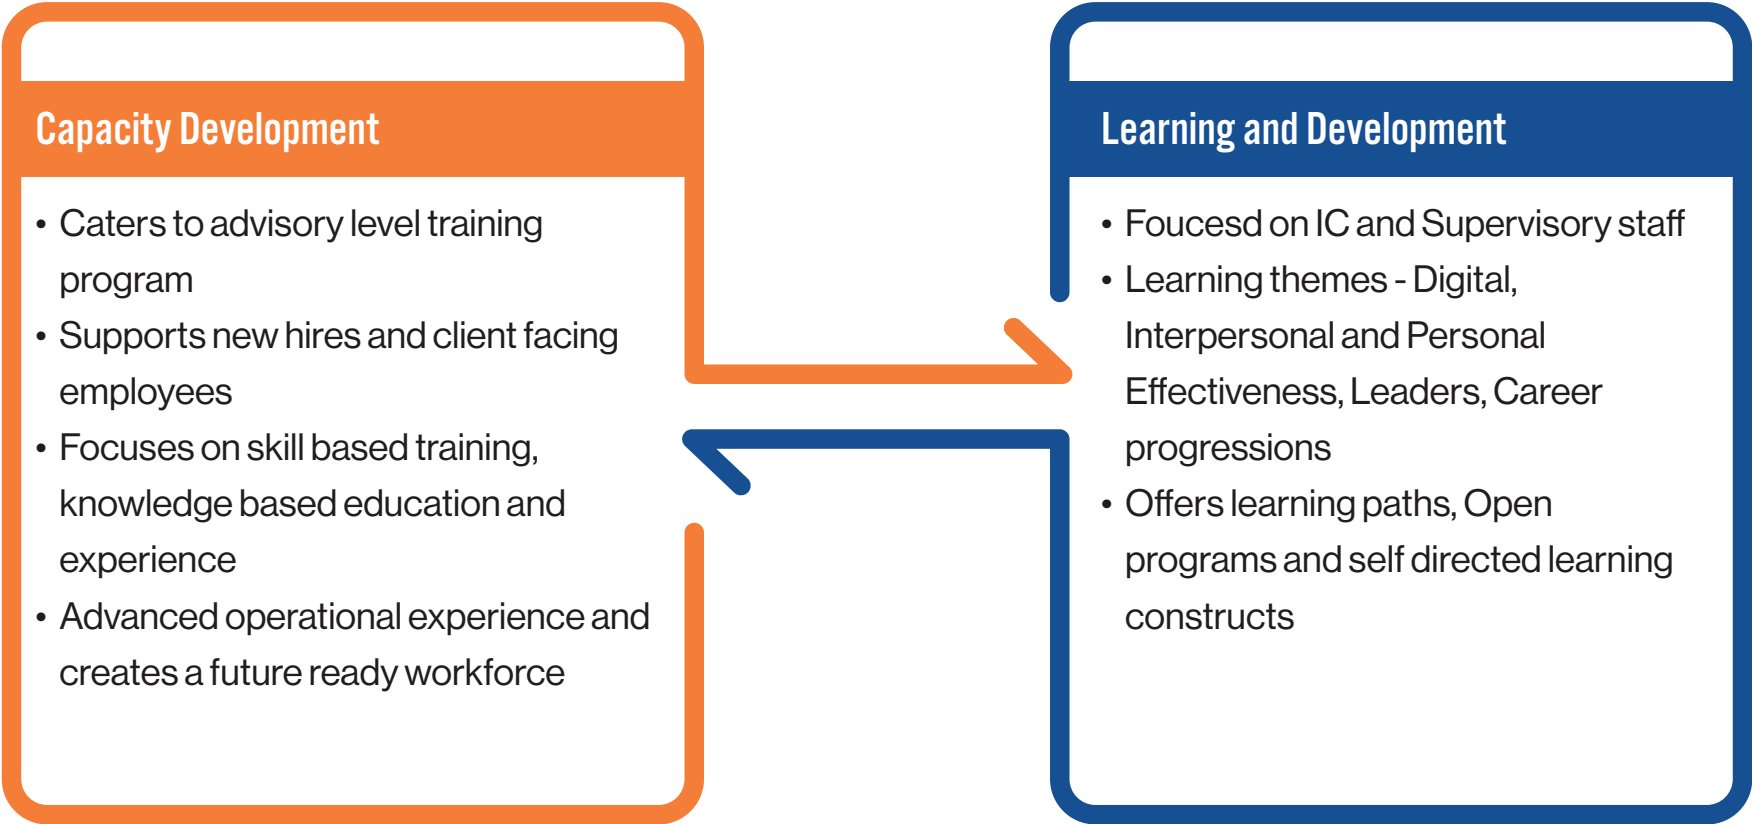 Capacity Development
• Caters to advisory level training
program
• Supports new hires and client facing
employees
• Focuses on skill based training,
knowledge based education and
experience
• Advanced operational experience and
creates a future ready workforce
Learning and Development
• Foucesd on IC and Supervisory staff
• Learning themes - Digital,
Interpersonal and Personal
Effectiveness, Leaders, Career
progressions
• Offers learning paths, Open
programs and self directed learning
constructs